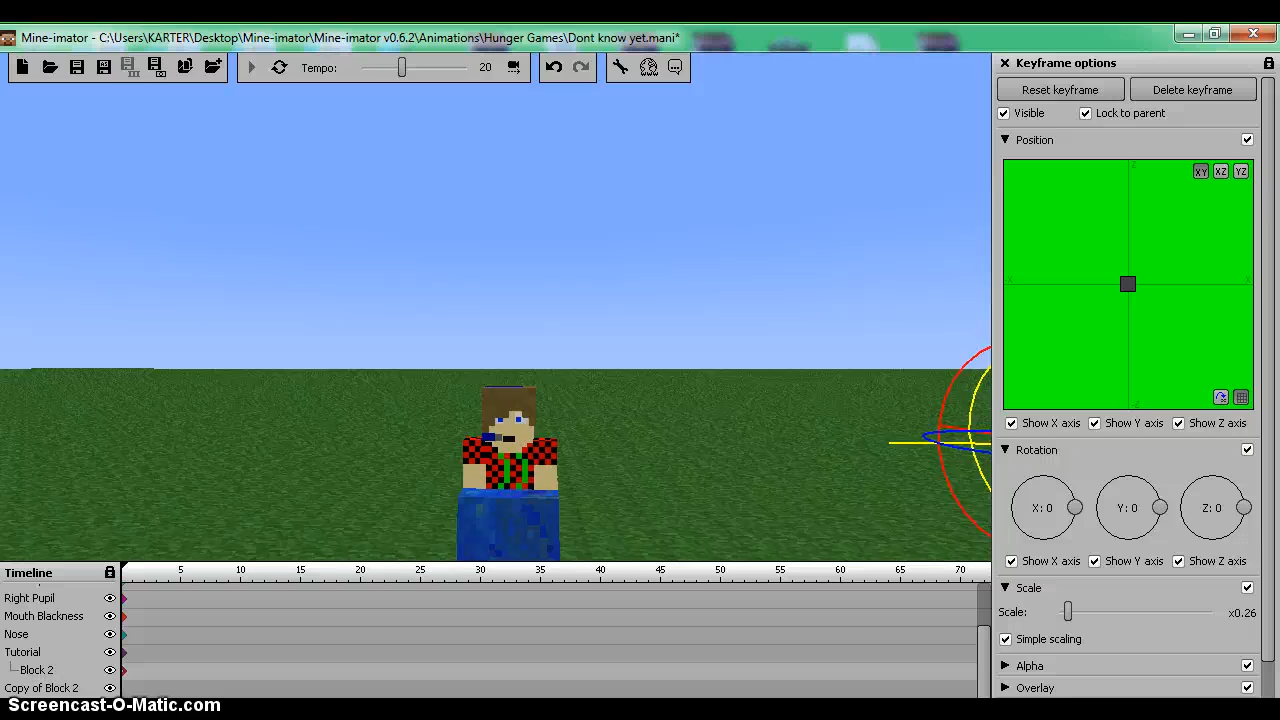 Mine-imator - C:\Users\KARTER\Desktop\Mine-imator\Mine-imator v0.6.2\Animations\Hunger Games\Dont know yet.mani*
Tempo: 20
Keyframe options
Reset keyframe Delete keyframe
Visible Lock to parent
Position
XY XZ YZ
Z
-X X
-Z
Show X axis Show Y axis Show Z axis
Rotation
X: 0 Y: 0 Z: 0
Show X axis Show Y axis Show Z axis
Scale
Scale: x0.26
Simple scaling
Alpha
Overlay
Timeline
5 10 15 20 25 30 35 40 45 50 55 60 65 70
Right Pupil
Mouth Blackness
Nose
Tutorial
Block 2
Copy of Block 2
Screencast-O-Matic.com